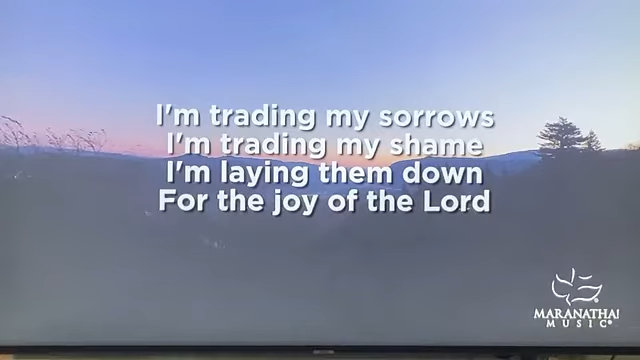 I'm trading my sorrows
I'm trading my shame
I'm laying them down
For the joy of the Lord
MARANATHA!
MUSIC®